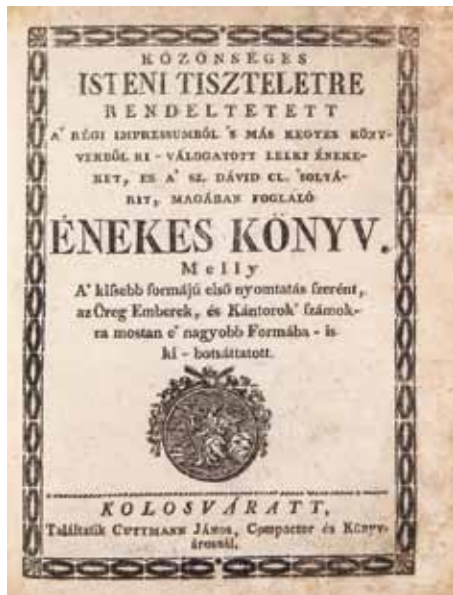 KÖZÖNSÉGES
ISTENI TISZTELETRE
RENDELTETETT
A' RÉGI IMPRESSUMBÓL 's MÁS KEGYES KÖNY-
VEKBŐL KI-VÁLOGATOTT LELKI ÉNEKE-
KET, ES A' SZ. DÁVID CL. 'SOLTÁ-
RIT, MAGÁBAN FOGLALÓ
ÉNEKES KÖNYV.
Melly
A' kiſsebb formájú első nyomtatás ſzerént,
az Öreg Emberek, és Kántorok' ſzámok-
ra mostan e' nagyobb Formába - is
ki - botsáttatott.
KOLOSVÁRATT,
Találtatik CUTTMANN JÁNOS, Compactor és Könyv-
árosnál.